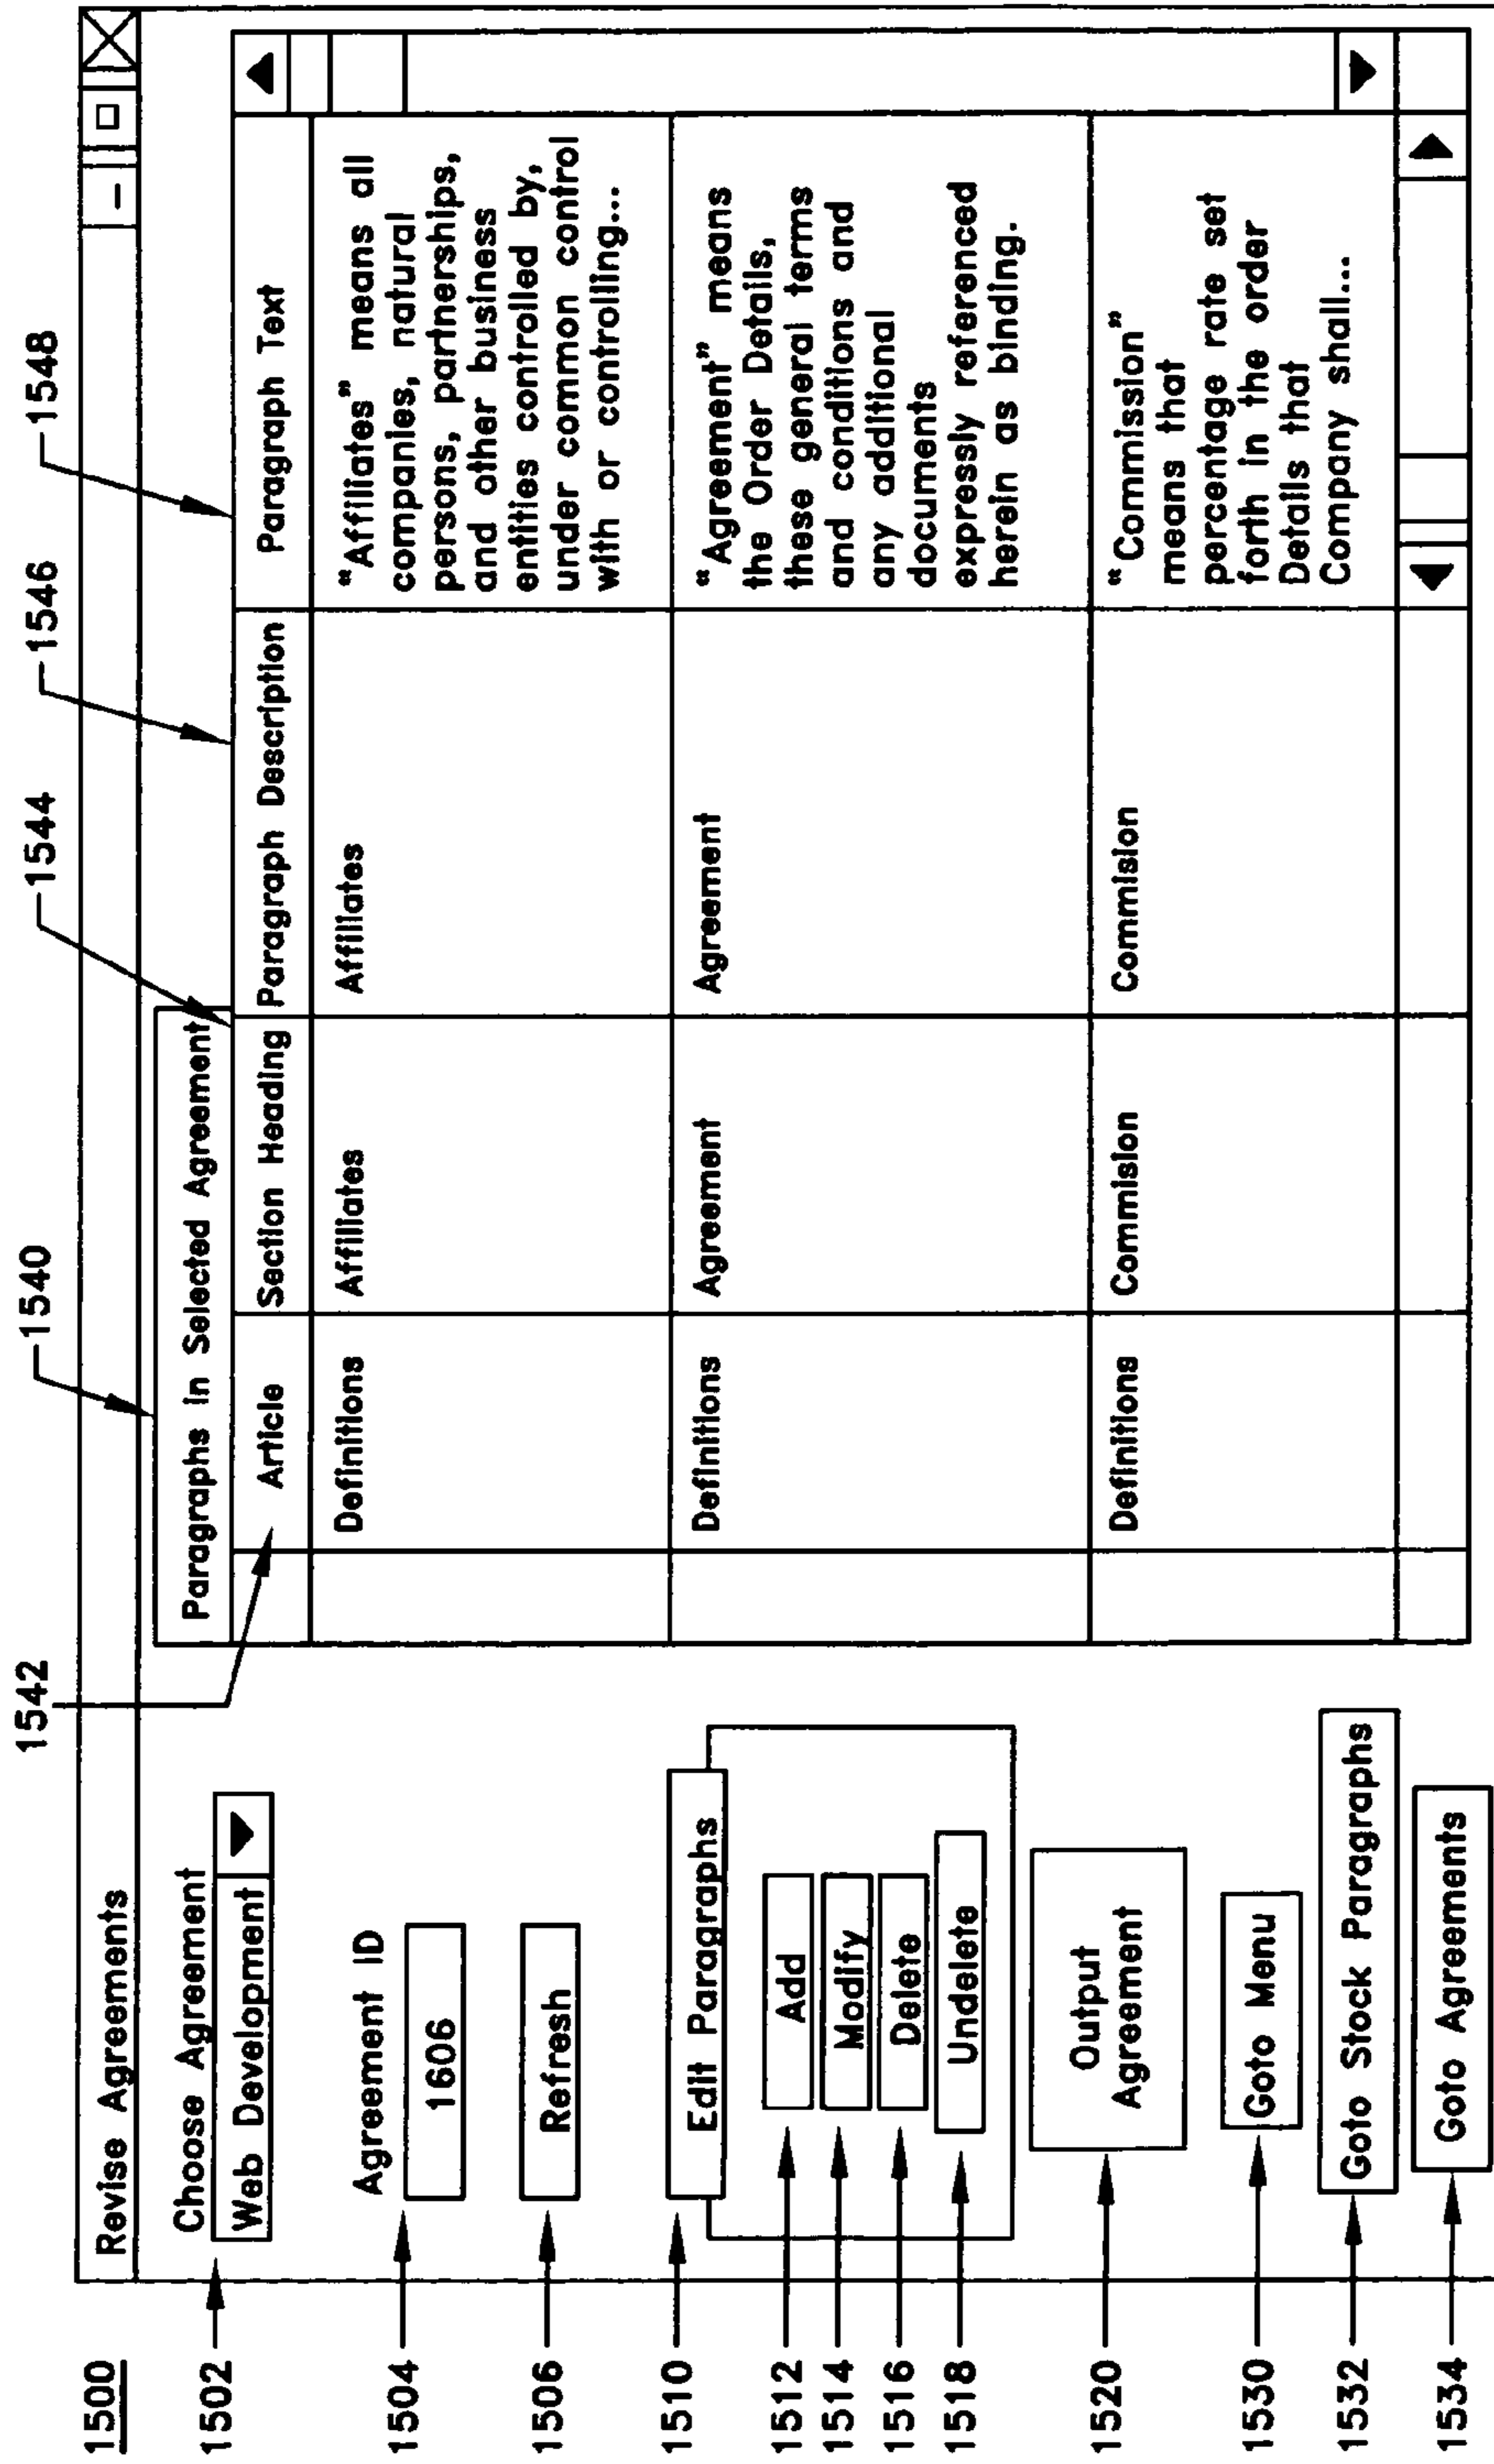 1500
Revise Agreements
1502
Choose Agreement
Web Development
1504
Agreement ID
1606
1506
Refresh
1510
Edit Paragraphs
1512
Add
1514
Modify
1516
Delete
1518
Undelete
1520
Output
Agreement
1530
Goto Menu
1532
Goto Stock Paragraphs
1534
Goto Agreements
1540
Paragraphs in Selected Agreement
1542
1544
1546
1548
Article Section Heading Paragraph Description Paragraph Text
Definitions Affiliates Affiliates “Affiliates” means all
companies, natural
persons, partnerships,
and other business
entities controlled by,
under common control
with or controlling...
Definitions Agreement Agreement “Agreement” means
the Order Details,
these general terms
and conditions and
any additional
documents
expressly referenced
herein as binding.
Definitions Commision Commision “Commission”
means that
percentage rate set
forth in the order
Details that
Company shall...